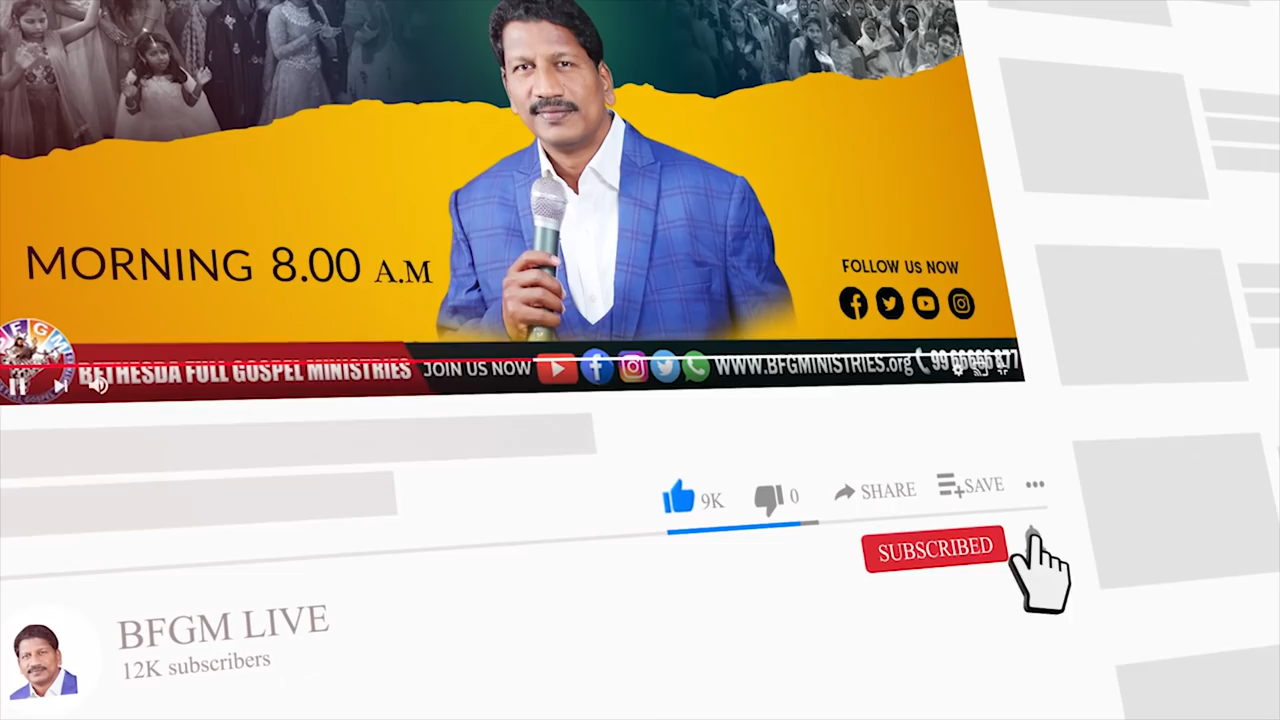 MORNING 8.00 A.M
FOLLOW US NOW
BETHESDA FULL GOSPEL MINISTRIES JOIN US NOW WWW.BFGMINISTRIES.org
9K 0 SHARE SAVE
SUBSCRIBED
BFGM LIVE
12K subscribers